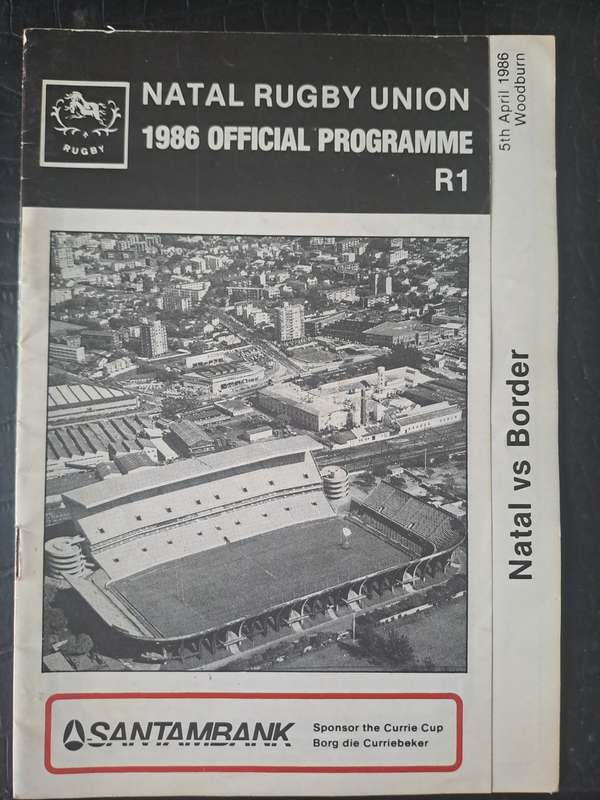 NATAL RUGBY UNION
1986 OFFICIAL PROGRAMME
R1
RUGBY
5th April 1986
Woodburn
Natal vs Border
SANTAMBANK
Sponsor the Currie Cup
Borg die Curriebeker